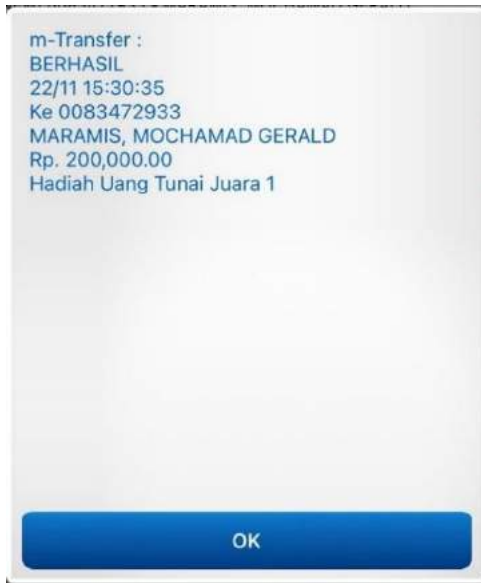 m-Transfer :
BERHASIL
22/11 15:30:35
Ke 0083472933
MARAMIS, MOCHAMAD GERALD
Rp. 200,000.00
Hadiah Uang Tunai Juara 1
OK